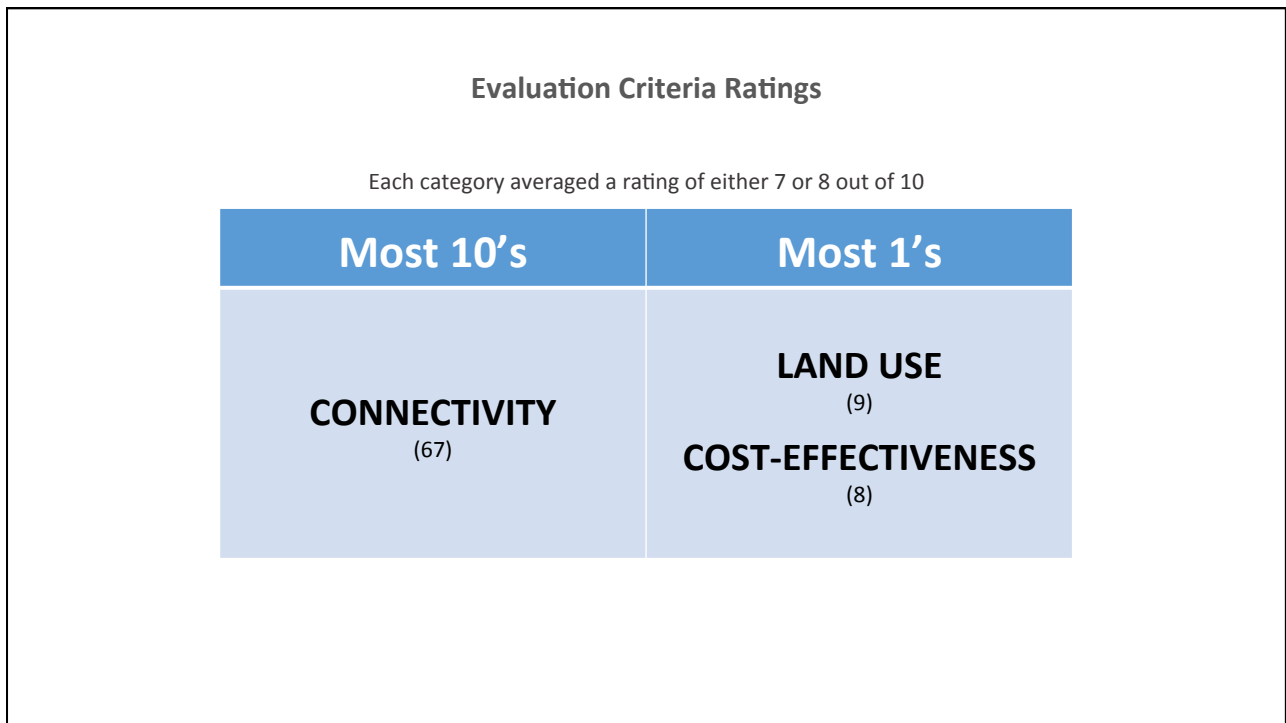 Evaluation Criteria Ratings
Each category averaged a rating of either 7 or 8 out of 10
Most 10’s
Most 1’s
CONNECTIVITY
(67)
LAND USE
(9)
COST-EFFECTIVENESS
(8)